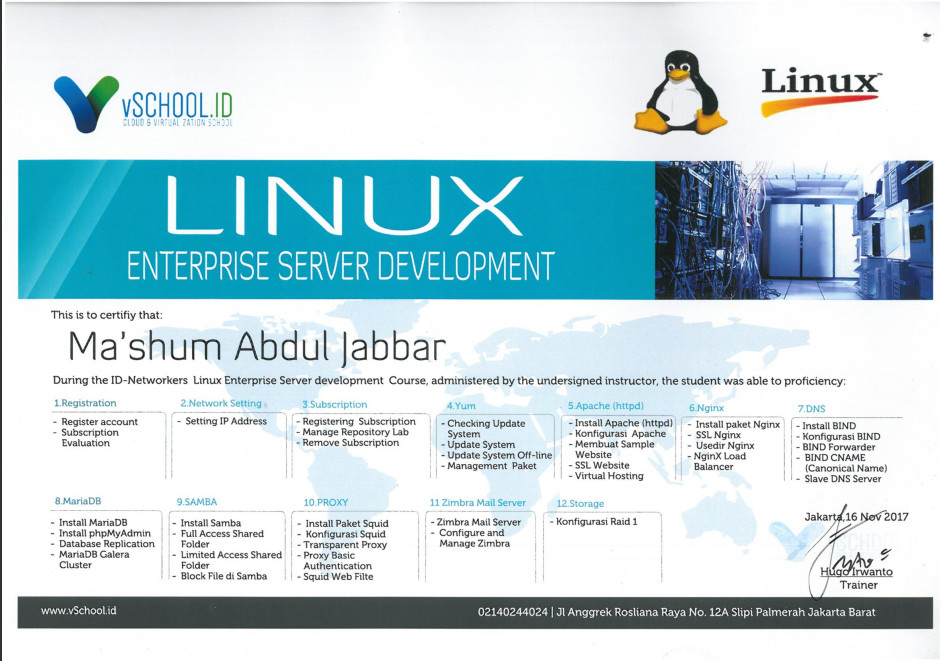 vSCHOOL.ID
CLOUD & VIRTUALIZATION SCHOOL
Linux™
LINUX
ENTERPRISE SERVER DEVELOPMENT
This is to certifiy that:
Ma'shum Abdul Jabbar
During the ID-Networkers Linux Enterprise Server development Course, administered by the undersigned instructor, the student was able to proficiency:
1.Registration
- Register account
- Subscription
Evaluation
2.Network Setting
- Setting IP Address
3.Subscription
- Registering Subscription
- Manage Repository Lab
- Remove Subscription
4.Yum
- Checking Update
System
- Update System
- Update System Off-line
- Management Paket
5.Apache (httpd)
- Install Apache (httpd)
- Konfigurasi Apache
- Membuat Sample
Website
- SSL Website
- Virtual Hosting
6.Nginx
- Install paket Nginx
- SSL Nginx
- Usedir Nginx
- NginX Load
Balancer
7.DNS
- Install BIND
- Konfigurasi BIND
- BIND Forwarder
- BIND CNAME
(Canonical Name)
- Slave DNS Server
8.MariaDB
- Install MariaDB
- Install phpMyAdmin
- Database Replication
- MariaDB Galera
Cluster
9.SAMBA
- Install Samba
- Full Access Shared
Folder
- Limited Access Shared
Folder
- Block File di Samba
10.PROXY
- Install Paket Squid
- Konfigurasi Squid
- Transparent Proxy
- Proxy Basic
Authentication
- Squid Web Filte
11 Zimbra Mail Server
- Zimbra Mail Server
- Configure and
Manage Zimbra
12.Storage
- Konfigurasi Raid 1
Jakarta,16 Nov 2017
Hugo Irwanto
Trainer
www.vSchool.id
02140244024 | Jl Anggrek Rosliana Raya No. 12A Slipi Palmerah Jakarta Barat